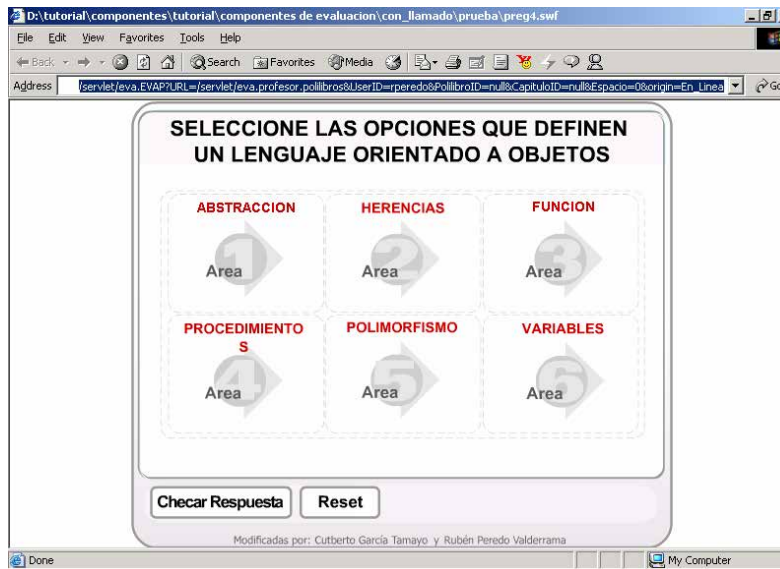 D:\tutorial\componentes\tutorial\componentes de evaluacion\con_llamado\prueba\preg4.swf
File Edit View Favorites Tools Help
Back Search Favorites Media
Address /servlet/eva.EVAP?URL=/servlet/eva.profesor.polilibros&UserID=rperedo&PolilibroID=null&CapituloID=null&Espacio=0&origin=En_Linea Go
SELECCIONE LAS OPCIONES QUE DEFINEN
UN LENGUAJE ORIENTADO A OBJETOS
ABSTRACCION HERENCIAS FUNCION
1 2 3
Area Area Area
PROCEDIMIENTO POLIMORFISMO VARIABLES
S
4 5 6
Area Area Area
Checar Respuesta Reset
Modificadas por: Cutberto García Tamayo y Rubén Peredo Valderrama
Done My Computer